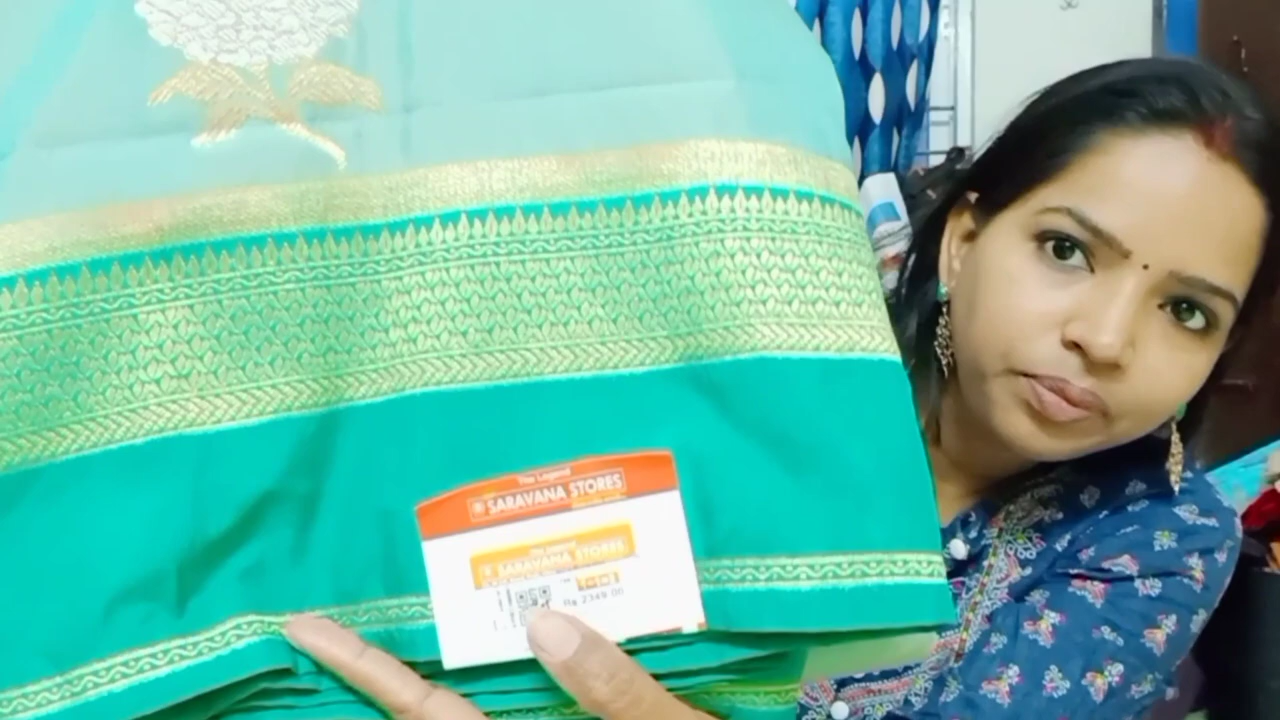 The Legend
SARAVANA STORES
The Legend
SARAVANA STORES
Rs 2349.00